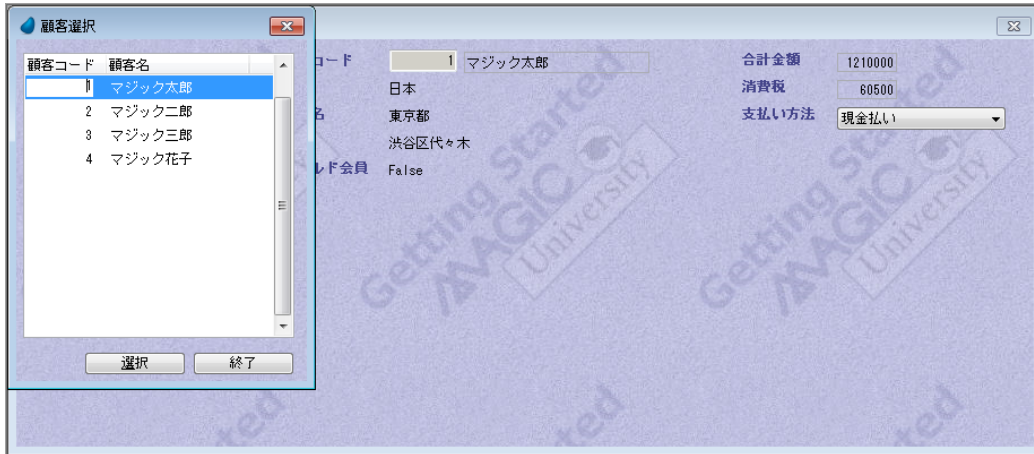 顧客選択
顧客コード 顧客名
1 マジック太郎
2 マジック二郎
3 マジック三郎
4 マジック花子
選択 終了
コード 1 マジック太郎
日本
名 東京都
渋谷区代々木
ルド会員 False
合計金額 1210000
消費税 60500
支払い方法 現金払い
Getting Started
MAGIC
University
Getting Started
MAGIC
University